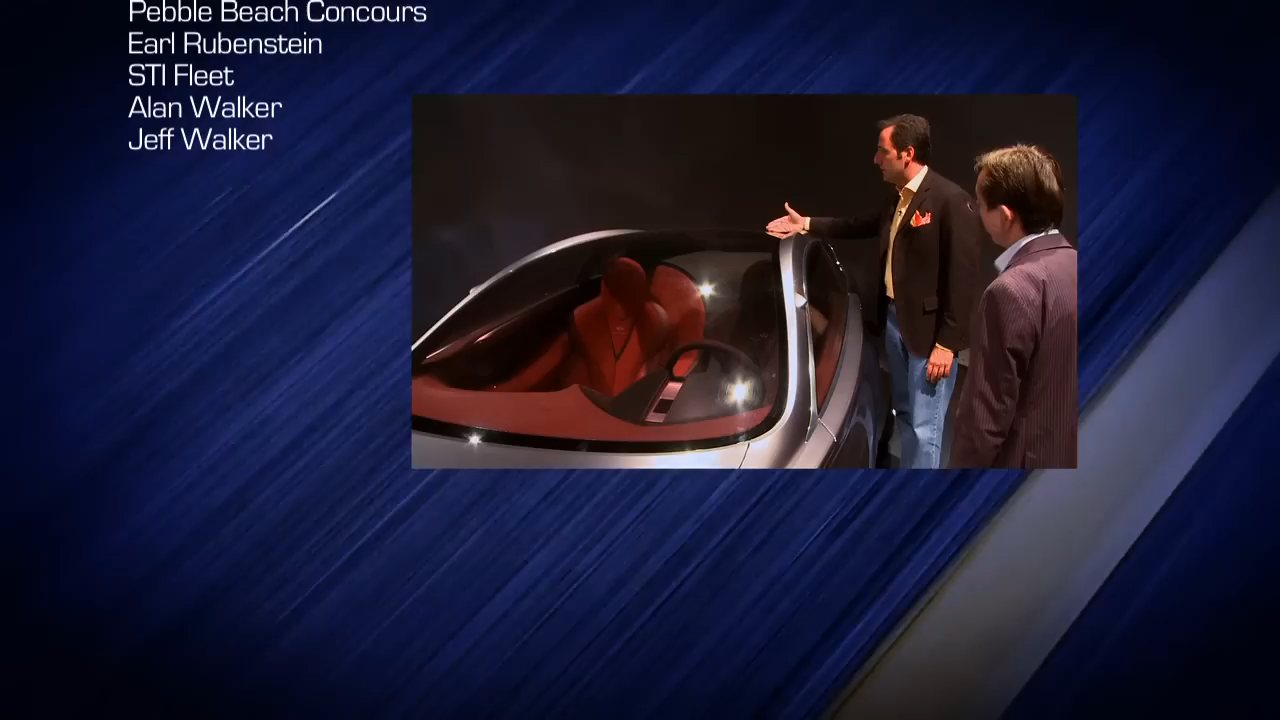 Pebble Beach Concours
Earl Rubenstein
STI Fleet
Alan Walker
Jeff Walker